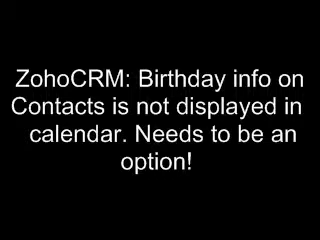 ZohoCRM: Birthday info on
Contacts is not displayed in
calendar. Needs to be an
option!